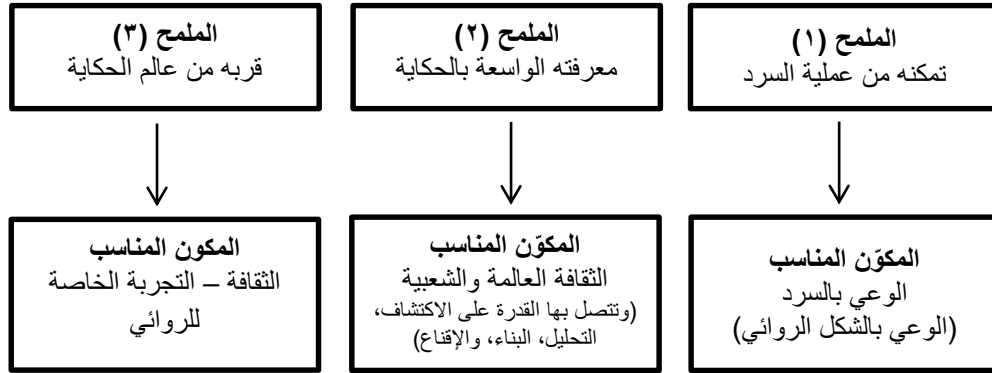 الملمح (١)
تمكنه من عملية السرد
الملمح (٢)
معرفته الواسعة بالحكاية
الملمح (٣)
قربه من عالم الحكاية
المكوّن المناسب
الوعي بالسرد
(الوعي بالشكل الروائي)
المكوّن المناسب
الثقافة العالمة والشعبية
(وتتصل بها القدرة على الاكتشاف،
التحليل، البناء، والإقناع)
المكون المناسب
الثقافة – التجربة الخاصة
للروائي